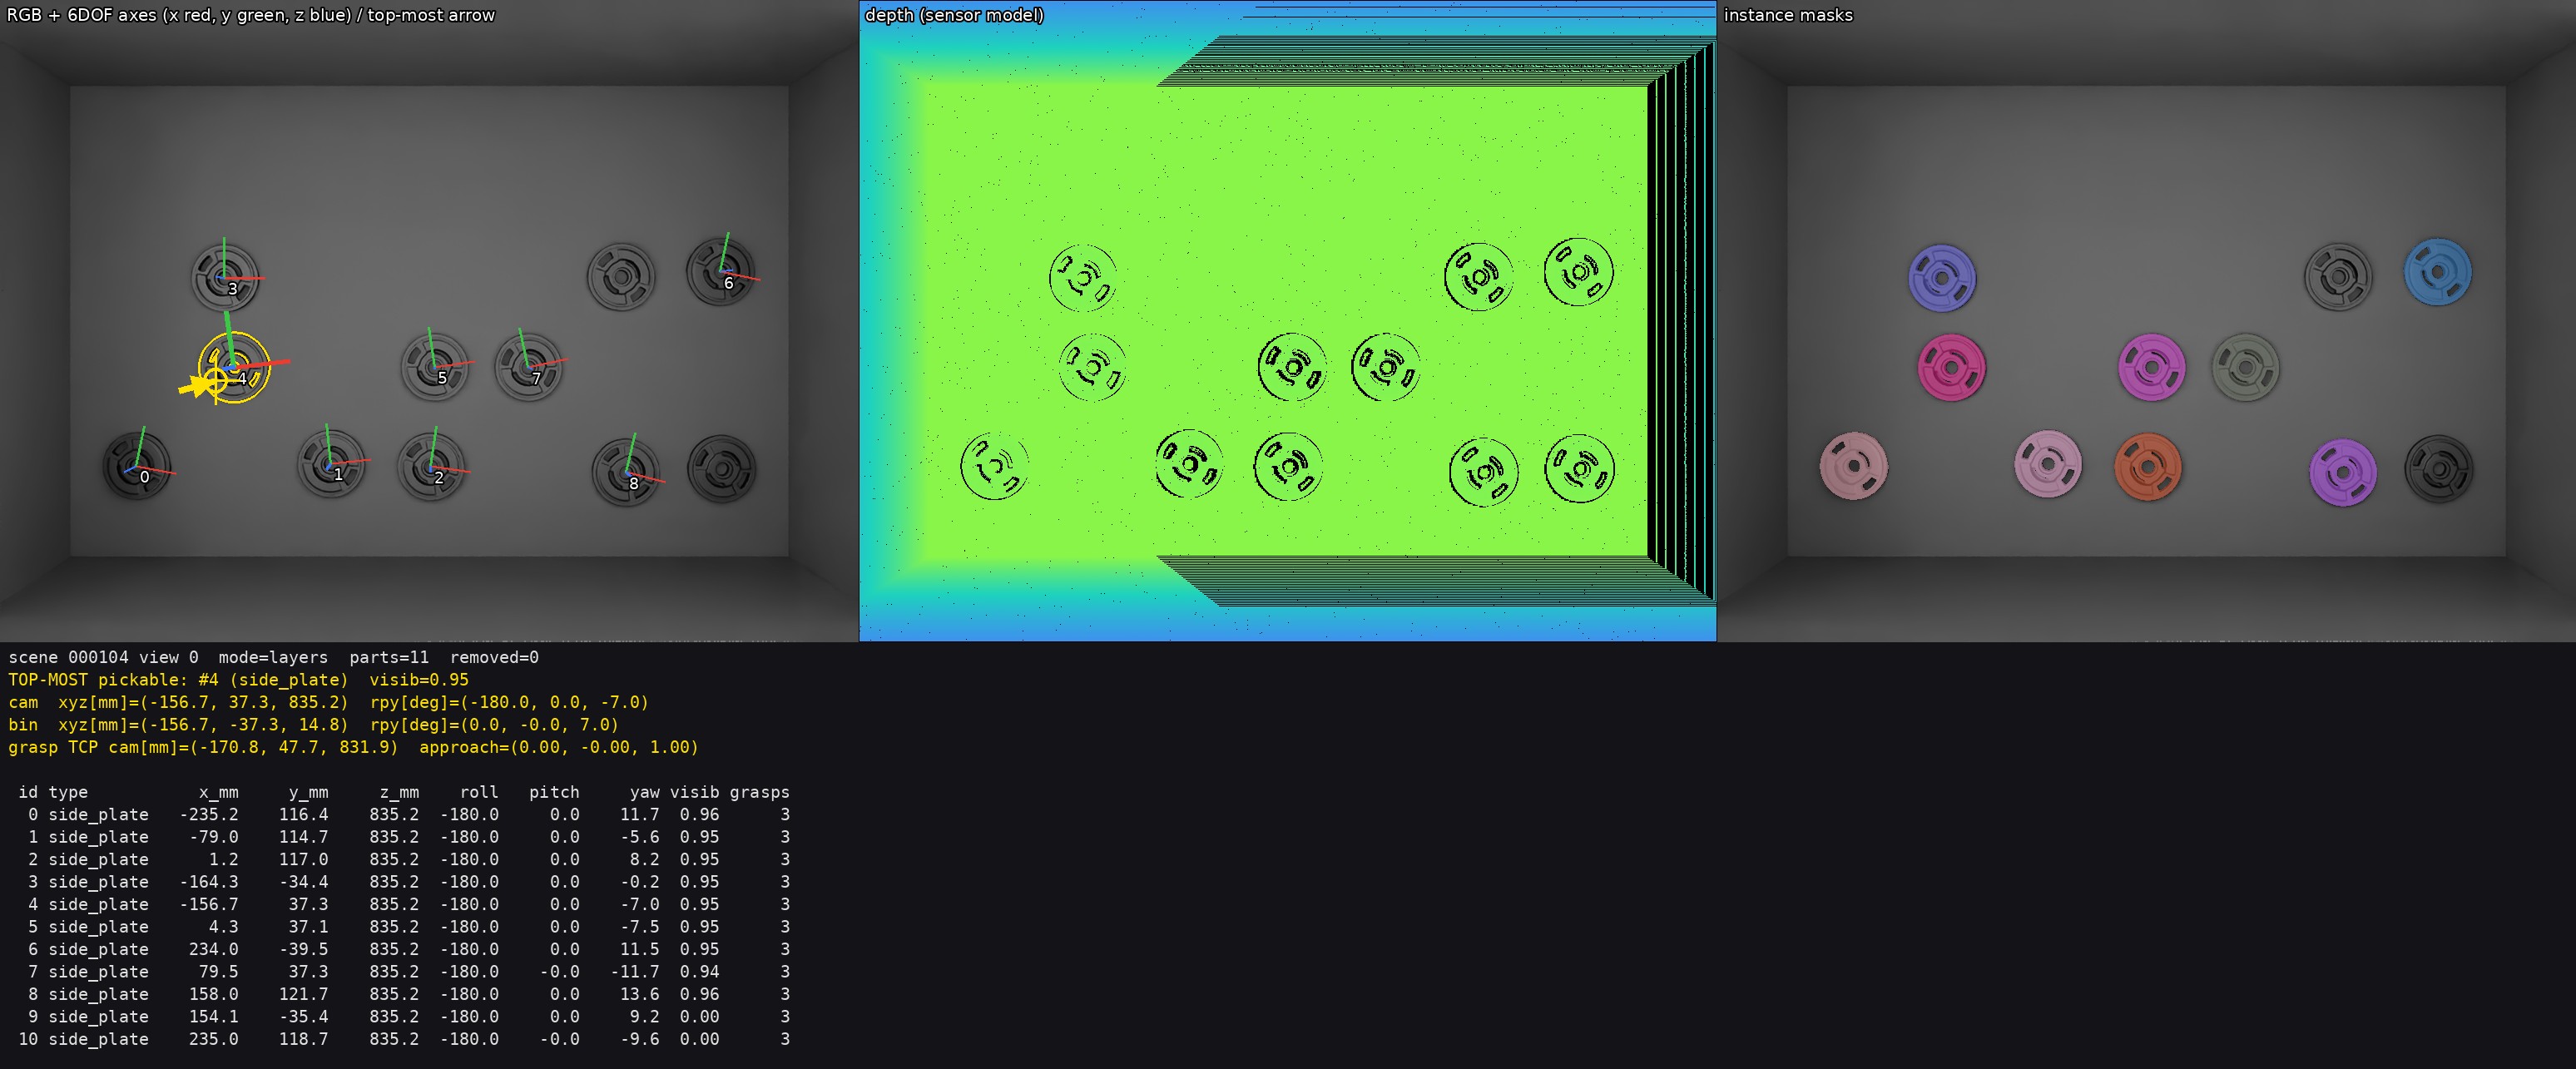 RGB + 6DOF axes (x red, y green, z blue) / top-most arrow
depth (sensor model)
instance masks
3
6
4
5
7
0
1
2
8
scene 000104 view 0  mode=layers  parts=11  removed=0
TOP-MOST pickable: #4 (side_plate)  visib=0.95
cam  xyz[mm]=(-156.7, 37.3, 835.2)  rpy[deg]=(-180.0, 0.0, -7.0)
bin  xyz[mm]=(-156.7, -37.3, 14.8)  rpy[deg]=(0.0, -0.0, 7.0)
grasp TCP cam[mm]=(-170.8, 47.7, 831.9)  approach=(0.00, -0.00, 1.00)
id type x_mm y_mm z_mm roll pitch yaw visib grasps
0 side_plate -235.2 116.4 835.2 -180.0 0.0 11.7 0.96 3
1 side_plate -79.0 114.7 835.2 -180.0 0.0 -5.6 0.95 3
2 side_plate 1.2 117.0 835.2 -180.0 0.0 8.2 0.95 3
3 side_plate -164.3 -34.4 835.2 -180.0 0.0 -0.2 0.95 3
4 side_plate -156.7 37.3 835.2 -180.0 0.0 -7.0 0.95 3
5 side_plate 4.3 37.1 835.2 -180.0 0.0 -7.5 0.95 3
6 side_plate 234.0 -39.5 835.2 -180.0 0.0 11.5 0.95 3
7 side_plate 79.5 37.3 835.2 -180.0 -0.0 -11.7 0.94 3
8 side_plate 158.0 121.7 835.2 -180.0 0.0 13.6 0.96 3
9 side_plate 154.1 -35.4 835.2 -180.0 0.0 9.2 0.00 3
10 side_plate 235.0 118.7 835.2 -180.0 -0.0 -9.6 0.00 3